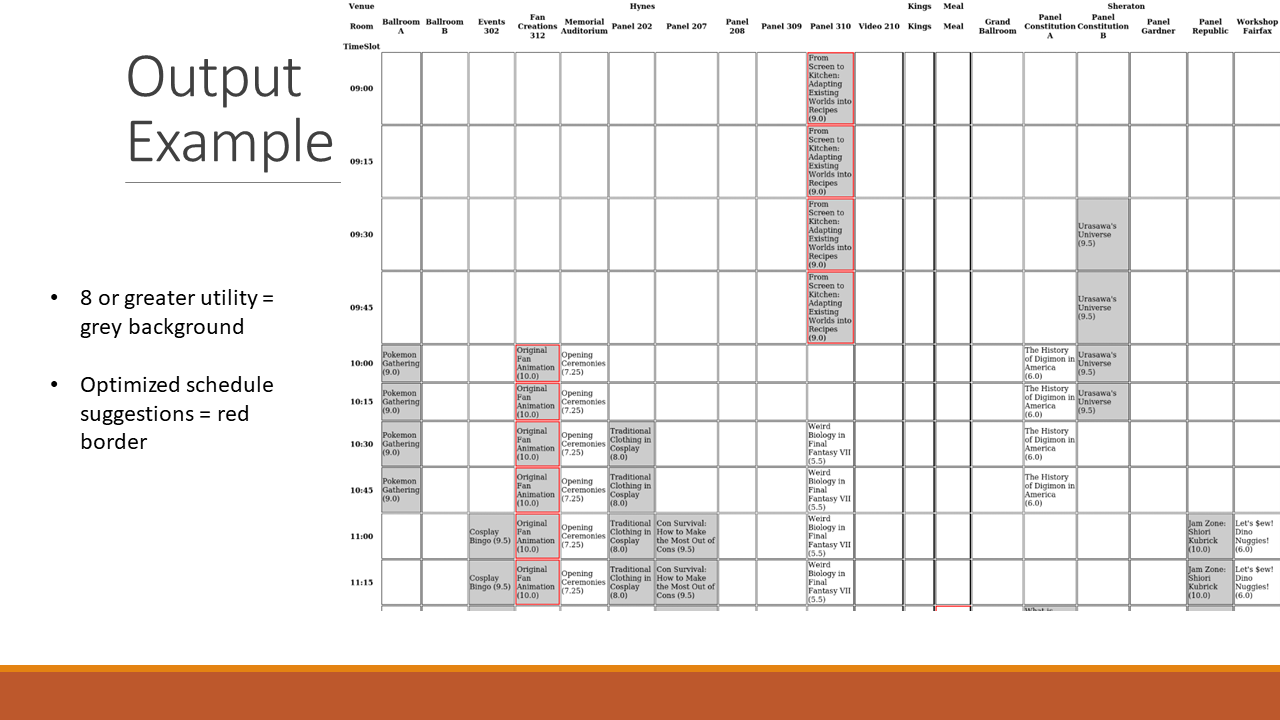 Output
Example
• 8 or greater utility =
grey background
• Optimized schedule
suggestions = red
border
Venue Hynes Kings Meal Sheraton
Room Ballroom A Ballroom B Events 302 Fan Creations 312 Memorial Auditorium Panel 202 Panel 207 Panel 208 Panel 309 Panel 310 Video 210 Kings Meal Grand Ballroom Panel Constitution A Panel Constitution B Panel Gardner Panel Republic Workshop Fairfax
TimeSlot
09:00 From Screen to Kitchen: Adapting Existing Worlds into Recipes (9.0)
09:15 From Screen to Kitchen: Adapting Existing Worlds into Recipes (9.0)
09:30 From Screen to Kitchen: Adapting Existing Worlds into Recipes (9.0) Urasawa's Universe (9.5)
09:45 From Screen to Kitchen: Adapting Existing Worlds into Recipes (9.0) Urasawa's Universe (9.5)
10:00 Pokemon Gathering (9.0) Original Fan Animation (10.0) Opening Ceremonies (7.25) The History of Digimon in America (6.0) Urasawa's Universe (9.5)
10:15 Pokemon Gathering (9.0) Original Fan Animation (10.0) Opening Ceremonies (7.25) The History of Digimon in America (6.0) Urasawa's Universe (9.5)
10:30 Pokemon Gathering (9.0) Original Fan Animation (10.0) Opening Ceremonies (7.25) Traditional Clothing in Cosplay (8.0) Weird Biology in Final Fantasy VII (5.5) The History of Digimon in America (6.0)
10:45 Pokemon Gathering (9.0) Original Fan Animation (10.0) Opening Ceremonies (7.25) Traditional Clothing in Cosplay (8.0) Weird Biology in Final Fantasy VII (5.5) The History of Digimon in America (6.0)
11:00 Cosplay Bingo (9.5) Original Fan Animation (10.0) Opening Ceremonies (7.25) Traditional Clothing in Cosplay (8.0) Con Survival: How to Make the Most Out of Cons (9.5) Weird Biology in Final Fantasy VII (5.5) Jam Zone: Shiori Kubrick (10.0) Let's $ew! Dino Nuggies! (6.0)
11:15 Cosplay Bingo (9.5) Original Fan Animation (10.0) Opening Ceremonies (7.25) Traditional Clothing in Cosplay (8.0) Con Survival: How to Make the Most Out of Cons (9.5) Weird Biology in Final Fantasy VII (5.5) Jam Zone: Shiori Kubrick (10.0) Let's $ew! Dino Nuggies! (6.0)